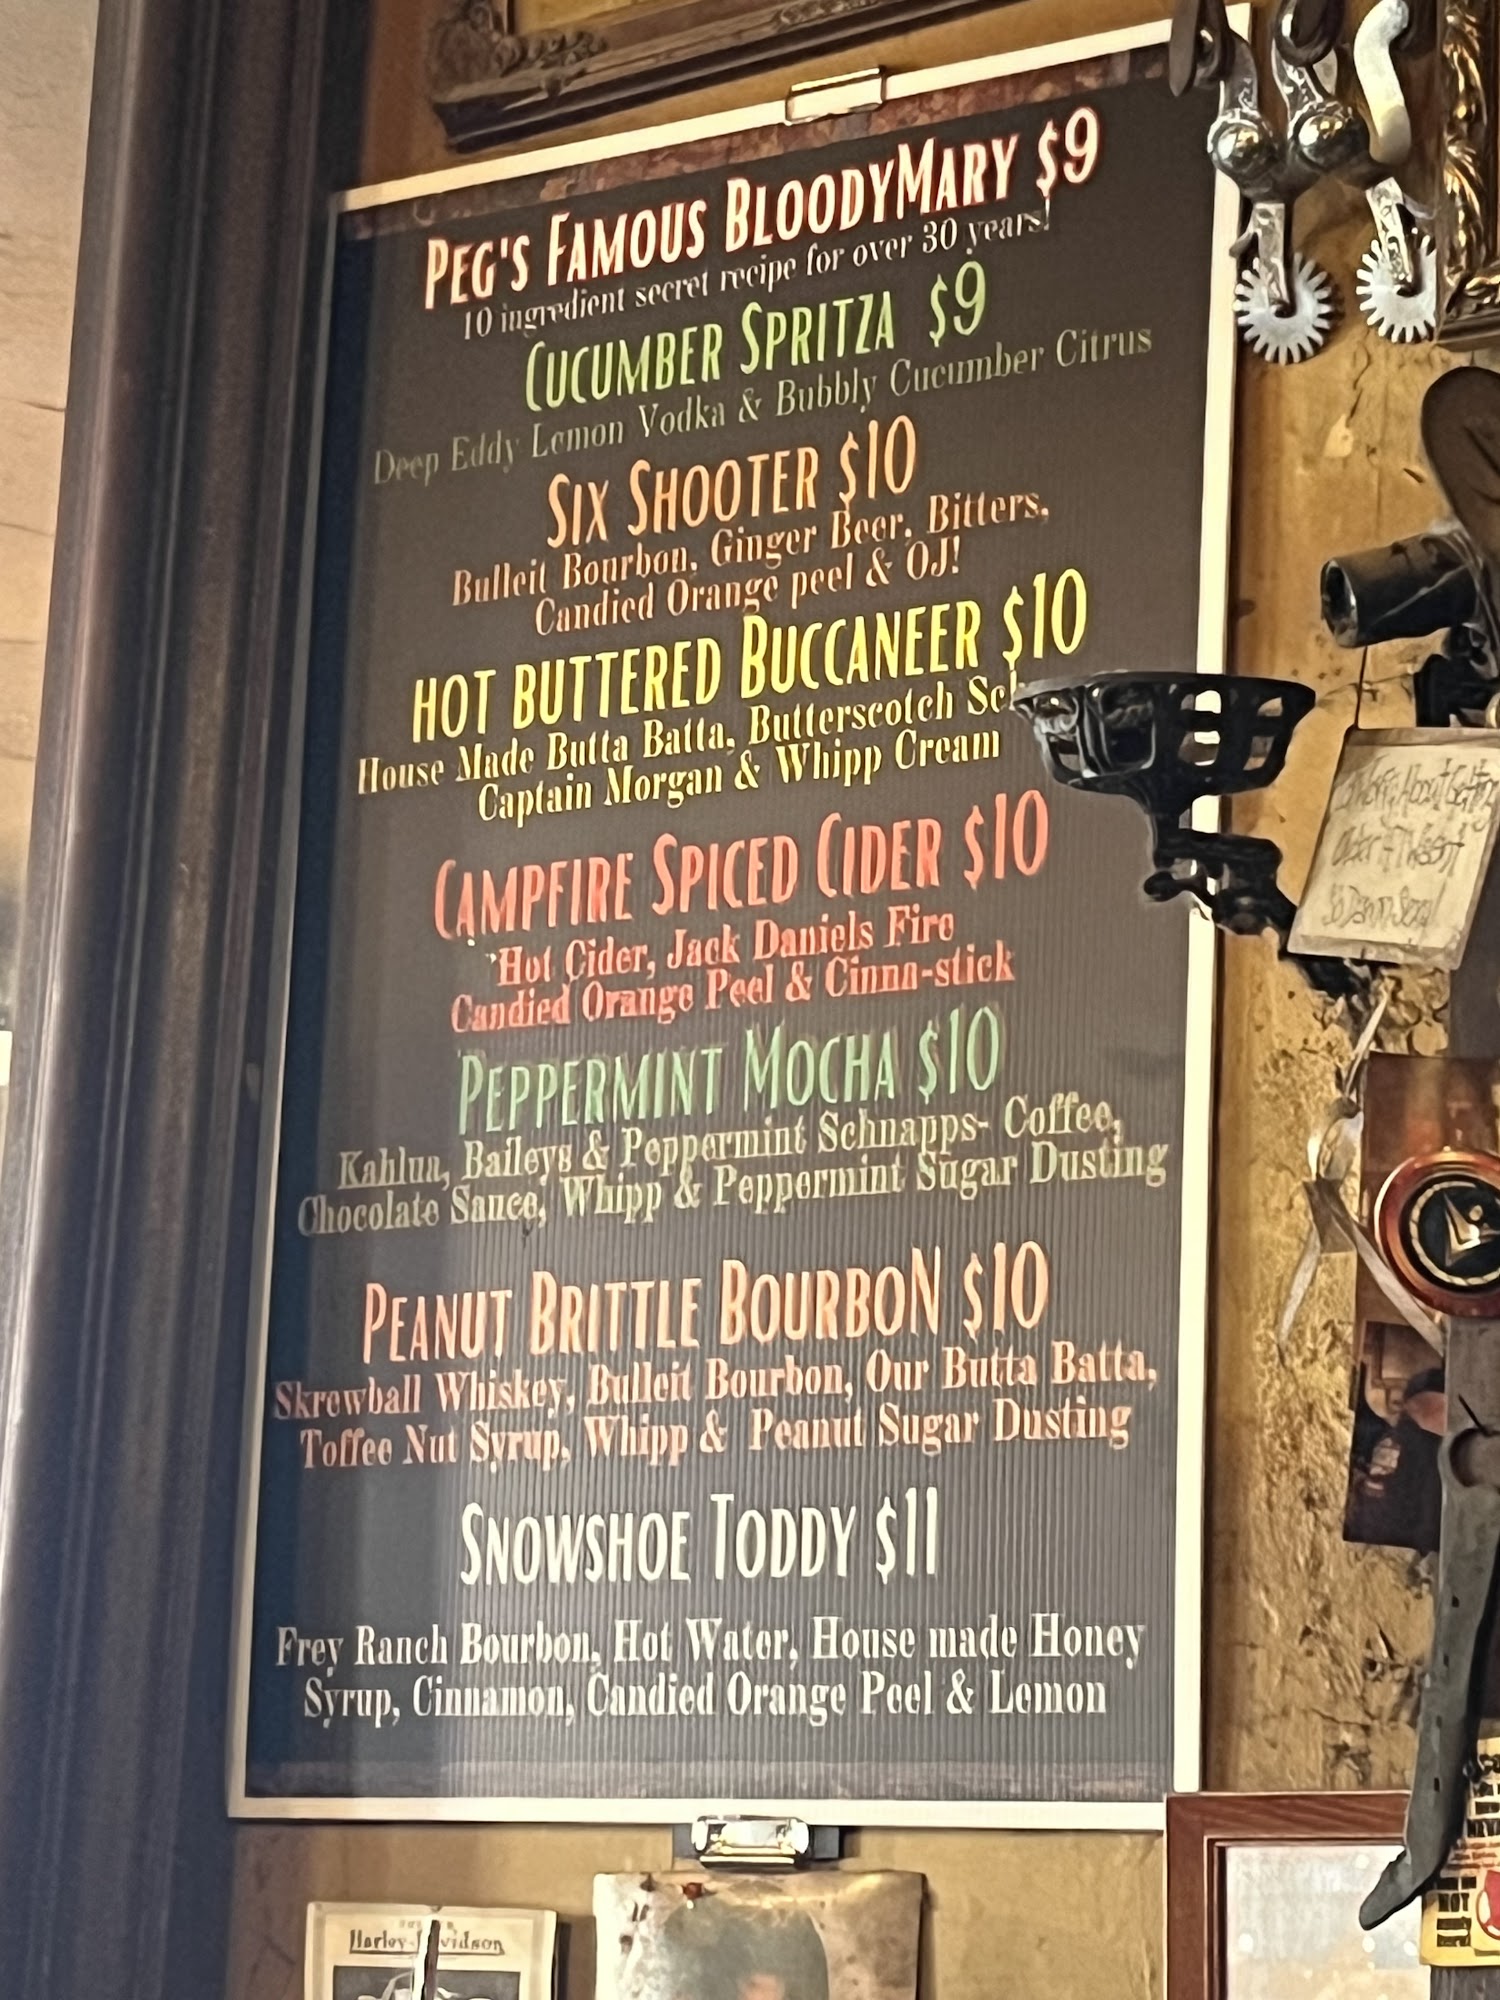 PEG'S FAMOUS BLOODYMARY $9
10 ingredient secret recipe for over 30 years!
CUCUMBER SPRITZA $9
Deep Eddy Lemon Vodka & Bubbly Cucumber Citrus
SIX SHOOTER $10
Bulleit Bourbon, Ginger Beer, Bitters,
Candied Orange peel & OJ!
HOT BUTTERED BUCCANEER $10
House Made Butta Batta, Butterscotch
Captain Morgan & Whipp Cream
CAMPFIRE SPICED CIDER $10
Hot Cider, Jack Daniels Fire
Candied Orange Peel & Cinna-stick
PEPPERMINT MOCHA $10
Kahlua, Baileys & Peppermint Schnapps- Coffee,
Chocolate Sauce, Whipp & Peppermint Sugar Dusting
PEANUT BRITTLE BOURBON $10
Skrewball Whiskey, Bulleit Bourbon, Our Butta Batta,
Toffee Nut Syrup, Whipp & Peanut Sugar Dusting
SNOWSHOE TODDY $11
Frey Ranch Bourbon, Hot Water, House made Honey
Syrup, Cinnamon, Candied Orange Peel & Lemon